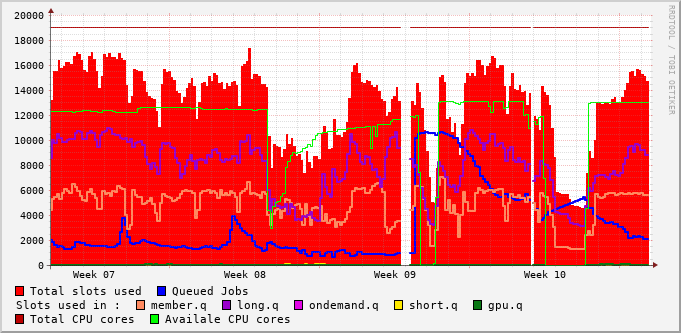 20000
18000
16000
14000
12000
10000
8000
6000
4000
2000
0
Week 07 Week 08 Week 09 Week 10
RRDTOOL / TOBI OETIKER
Total slots used Queued Jobs
Slots used in : member.q long.q ondemand.q short.q gpu.q
Total CPU cores Availale CPU cores